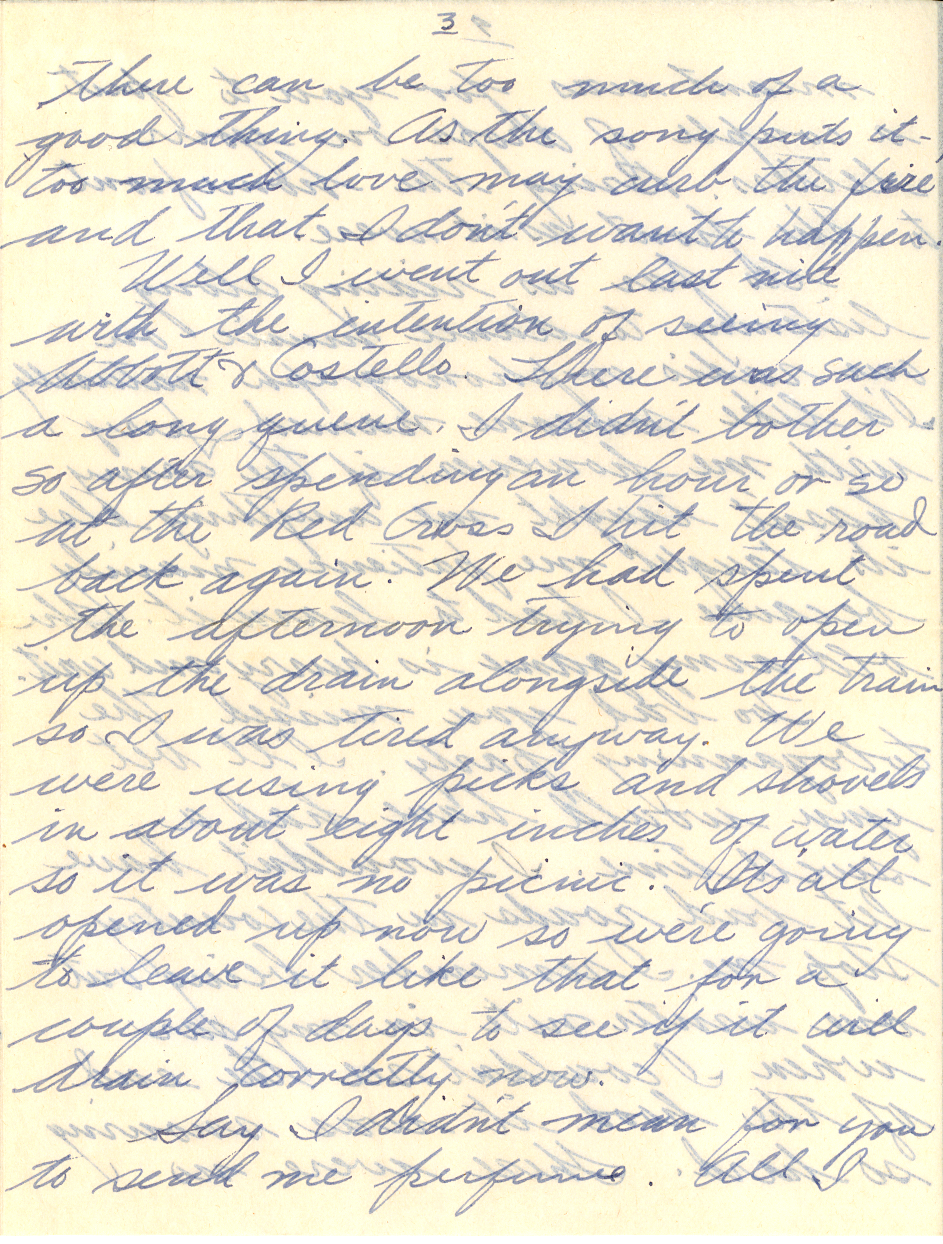 3
There can be too much of a
good thing. As the song puts it-
too much love may curb the fire
and that I don't want to happen.
Well I went out last nite
with the intention of seeing
Abbott & Costello. There was such
a long queue. I didn't bother
so after spending an hour or so
at the Red Cross I hit the road
back again. We had spent
the afternoon trying to open
up the drain alongside the train
so I was tired anyway. We
were using picks and shovels
in about eight inches of water
so it was no picnic. Its all
opened up now so we're going
to leave it like that for a
couple of days to see if it will
drain correctly now.
Say I didn't mean for you
to send me perfume. All I